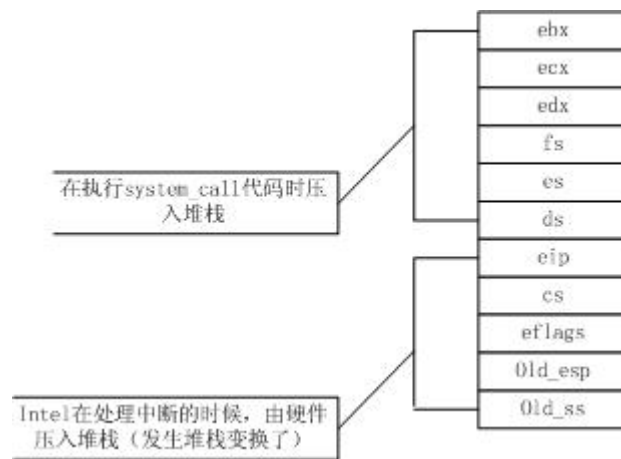 ebx
ecx
edx
fs
es
ds
eip
cs
eflags
Old_esp
Old_ss
在执行system_call代码时压
入堆栈
Intel在处理中断的时候，由硬件
压入堆栈（发生堆栈变换了）